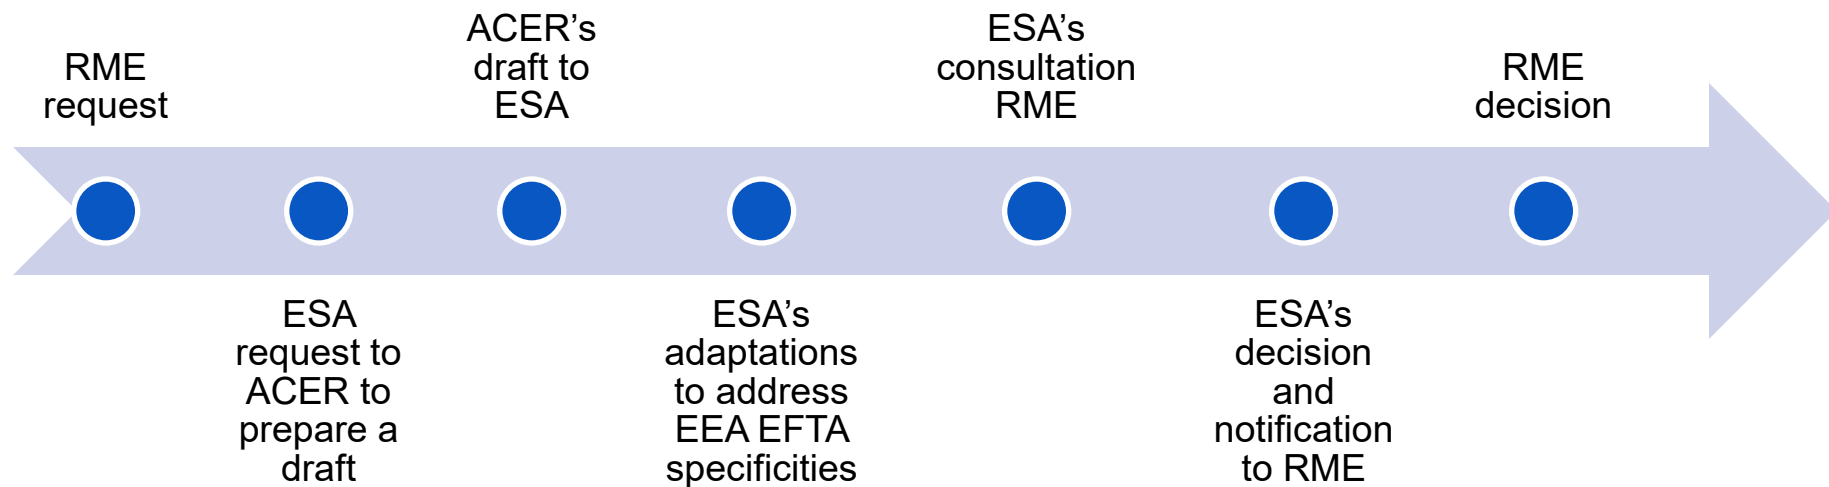 RME
request
ESA
request to
ACER to
prepare a
draft
ACER’s
draft to
ESA
ESA’s
adaptations
to address
EEA EFTA
specificities
ESA’s
consultation
RME
ESA’s
decision
and
notification
to RME
RME
decision